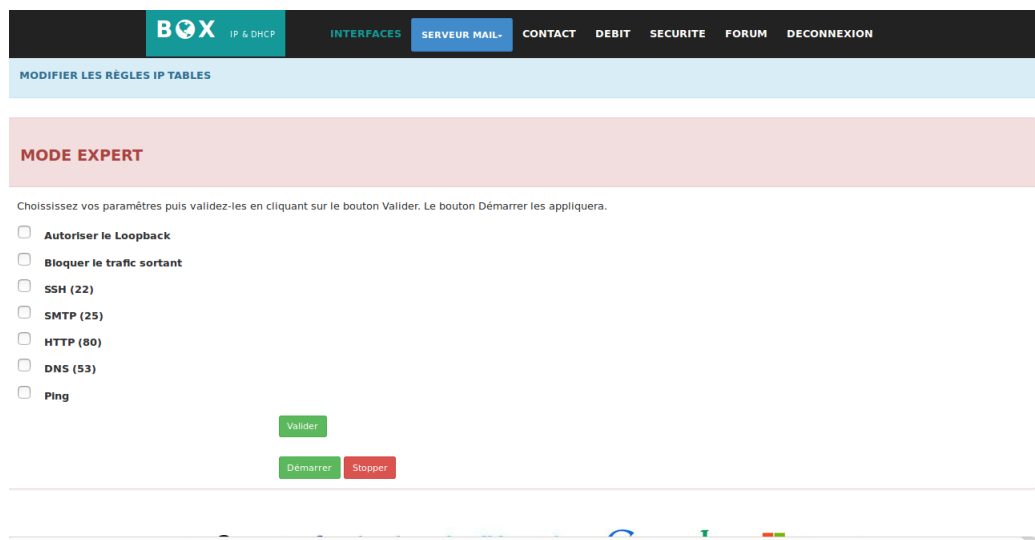 BOX IP & DHCP INTERFACES SERVEUR MAIL CONTACT DEBIT SECURITE FORUM DECONNEXION
MODIFIER LES RÈGLES IP TABLES
MODE EXPERT
Choississez vos paramêtres puis validez-les en cliquant sur le bouton Valider. Le bouton Démarrer les appliquera.
Autoriser le Loopback
Bloquer le trafic sortant
SSH (22)
SMTP (25)
HTTP (80)
DNS (53)
Ping
Valider
Démarrer Stopper